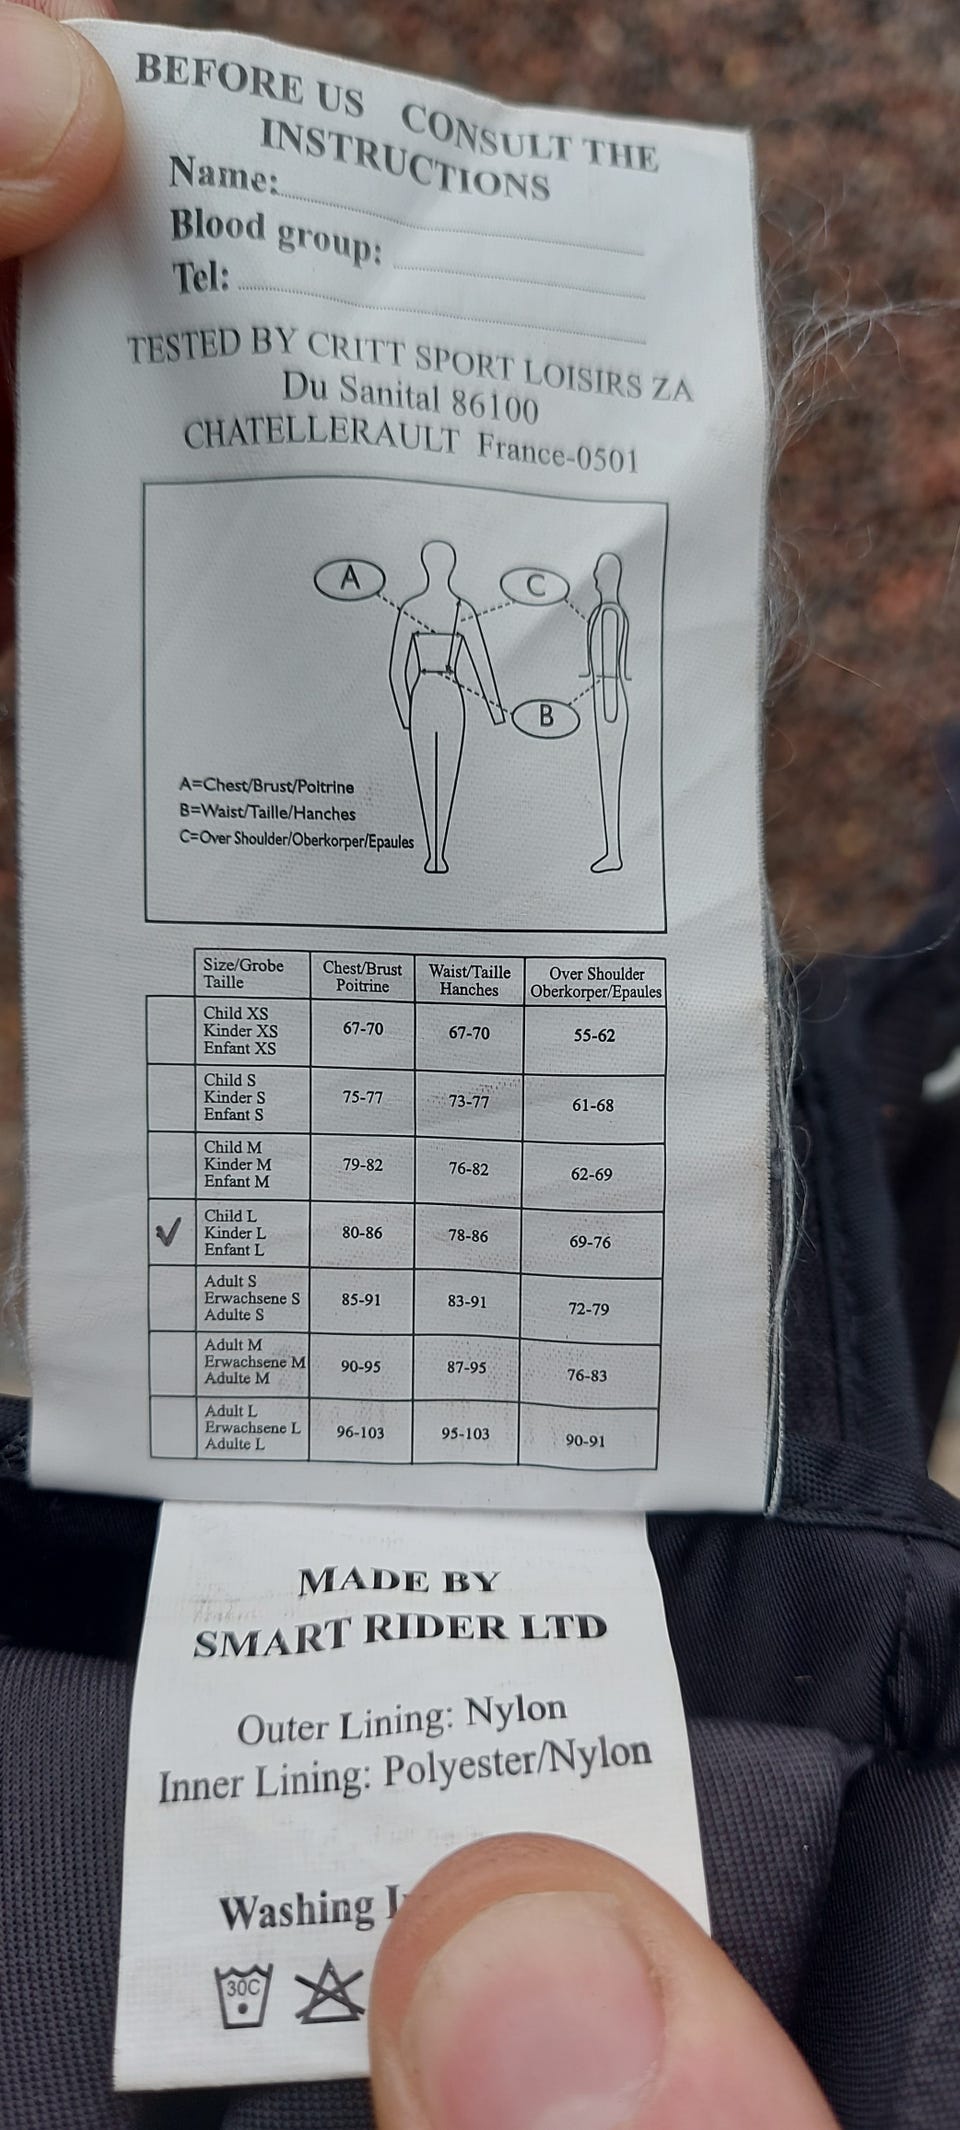 BEFORE US CONSULT THE
INSTRUCTIONS
Name:
Blood group:
Tel:
TESTED BY CRITT SPORT LOISIRS ZA
Du Sanital 86100
CHATELLERAULT France-0501
A
C
B
A=Chest/Brust/Poitrine
B=Waist/Taille/Hanches
C=Over Shoulder/Oberkorper/Epaules
Size/Grobe Chest/Brust Waist/Taille Over Shoulder
Taille Poitrine Hanches Oberkorper/Epaules
Child XS
Kinder XS 67-70 67-70 55-62
Enfant XS
Child S
Kinder S 75-77 73-77 61-68
Enfant S
Child M
Kinder M 79-82 76-82 62-69
Enfant M
Child L
✓ Kinder L 80-86 78-86 69-76
Enfant L
Adult S
Erwachsene S 85-91 83-91 72-79
Adulte S
Adult M
Erwachsene M 90-95 87-95 76-83
Adulte M
Adult L
Erwachsene L 96-103 95-103 90-91
Adulte L
MADE BY
SMART RIDER LTD
Outer Lining: Nylon
Inner Lining: Polyester/Nylon
Washing
30C